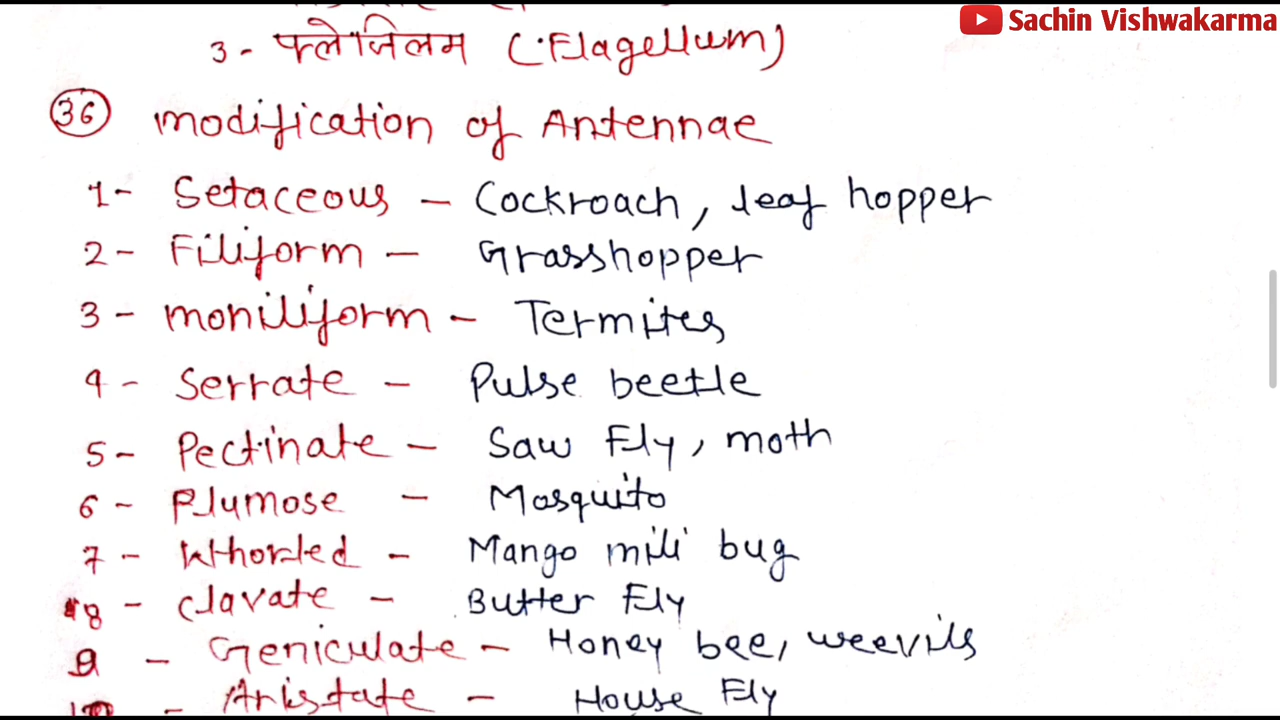 Sachin Vishwakarma
3- फ्लेजिलम (Flagellum)
36 modification of Antennae
1- Setaceous - Cockroach, leaf hopper
2- Filiform - Grasshopper
3- moniliform - Termites
4- Serrate - Pulse beetle
5- Pectinate - Saw Fly, moth
6- Plumose - Mosquito
7- Whorled - Mango mili bug
8- Clavate - Butter Fly
9 - Geniculate - Honey bee, weevils
10 - Aristate - House Fly